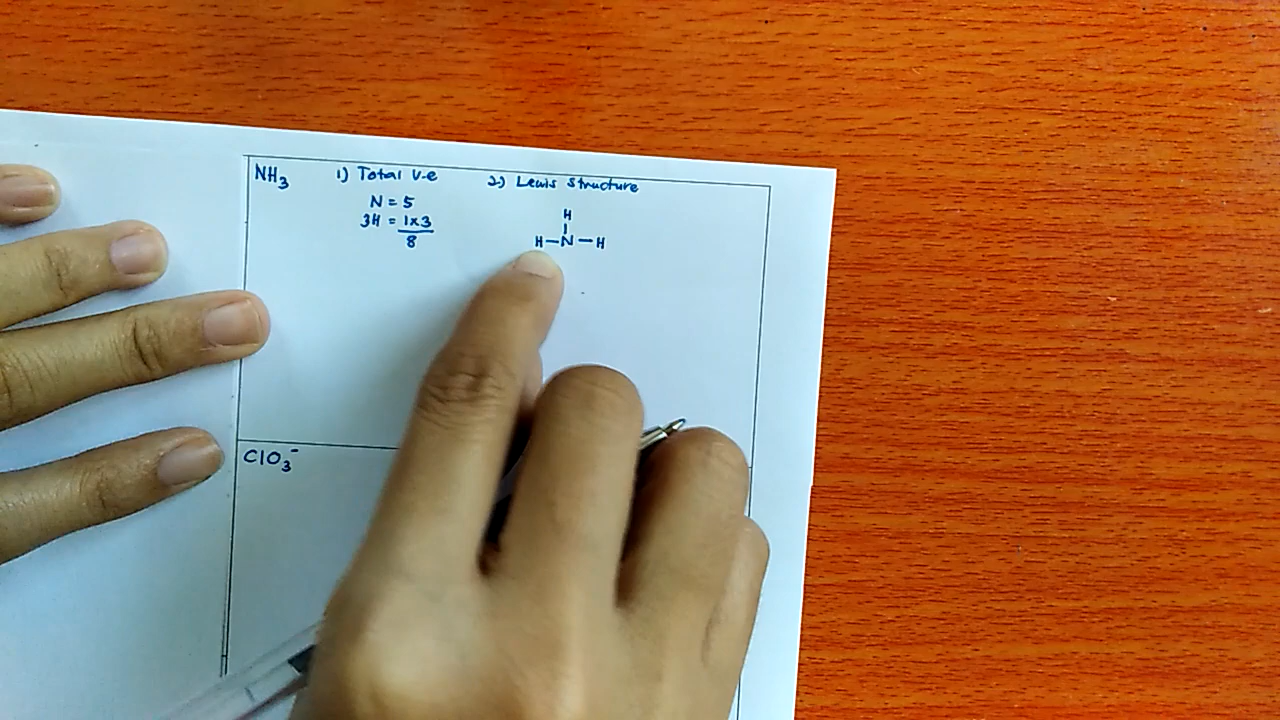 NH3
1) Total v.e
N = 5
3H = 1x3
8
2) Lewis Structure
H
|
H—N—H
ClO3-